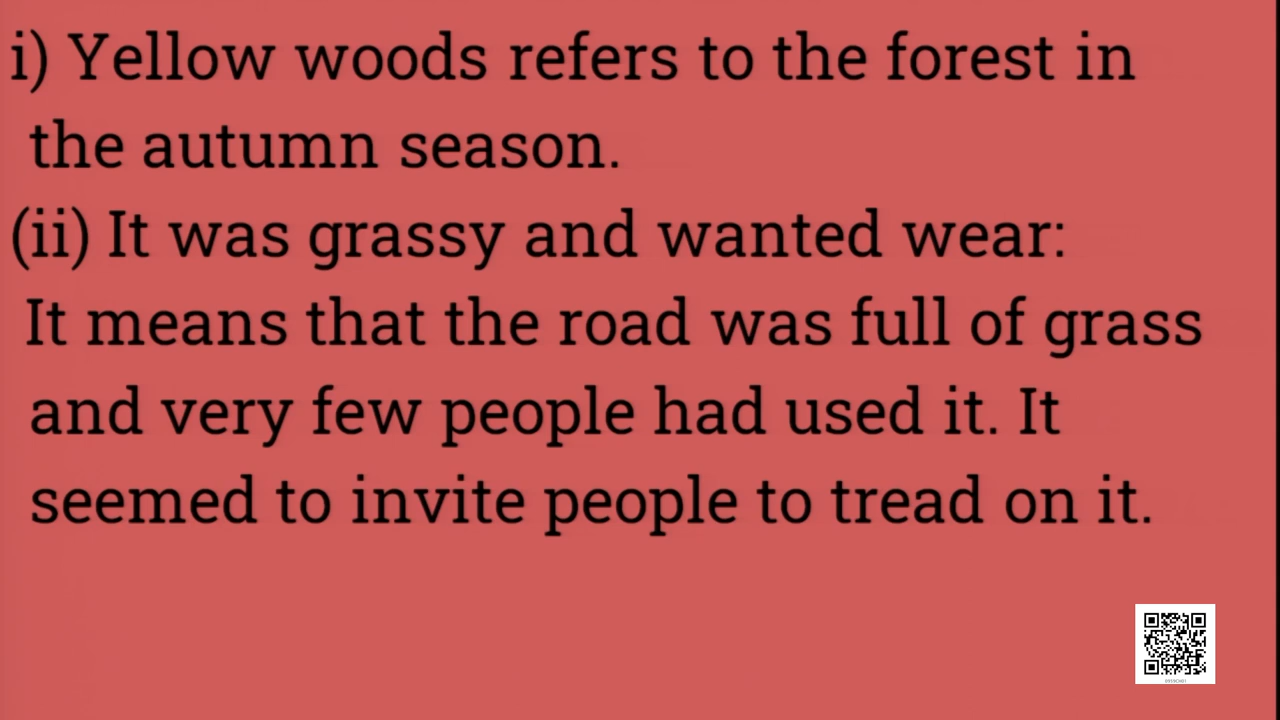 i) Yellow woods refers to the forest in
the autumn season.
(ii) It was grassy and wanted wear:
It means that the road was full of grass
and very few people had used it. It
seemed to invite people to tread on it.